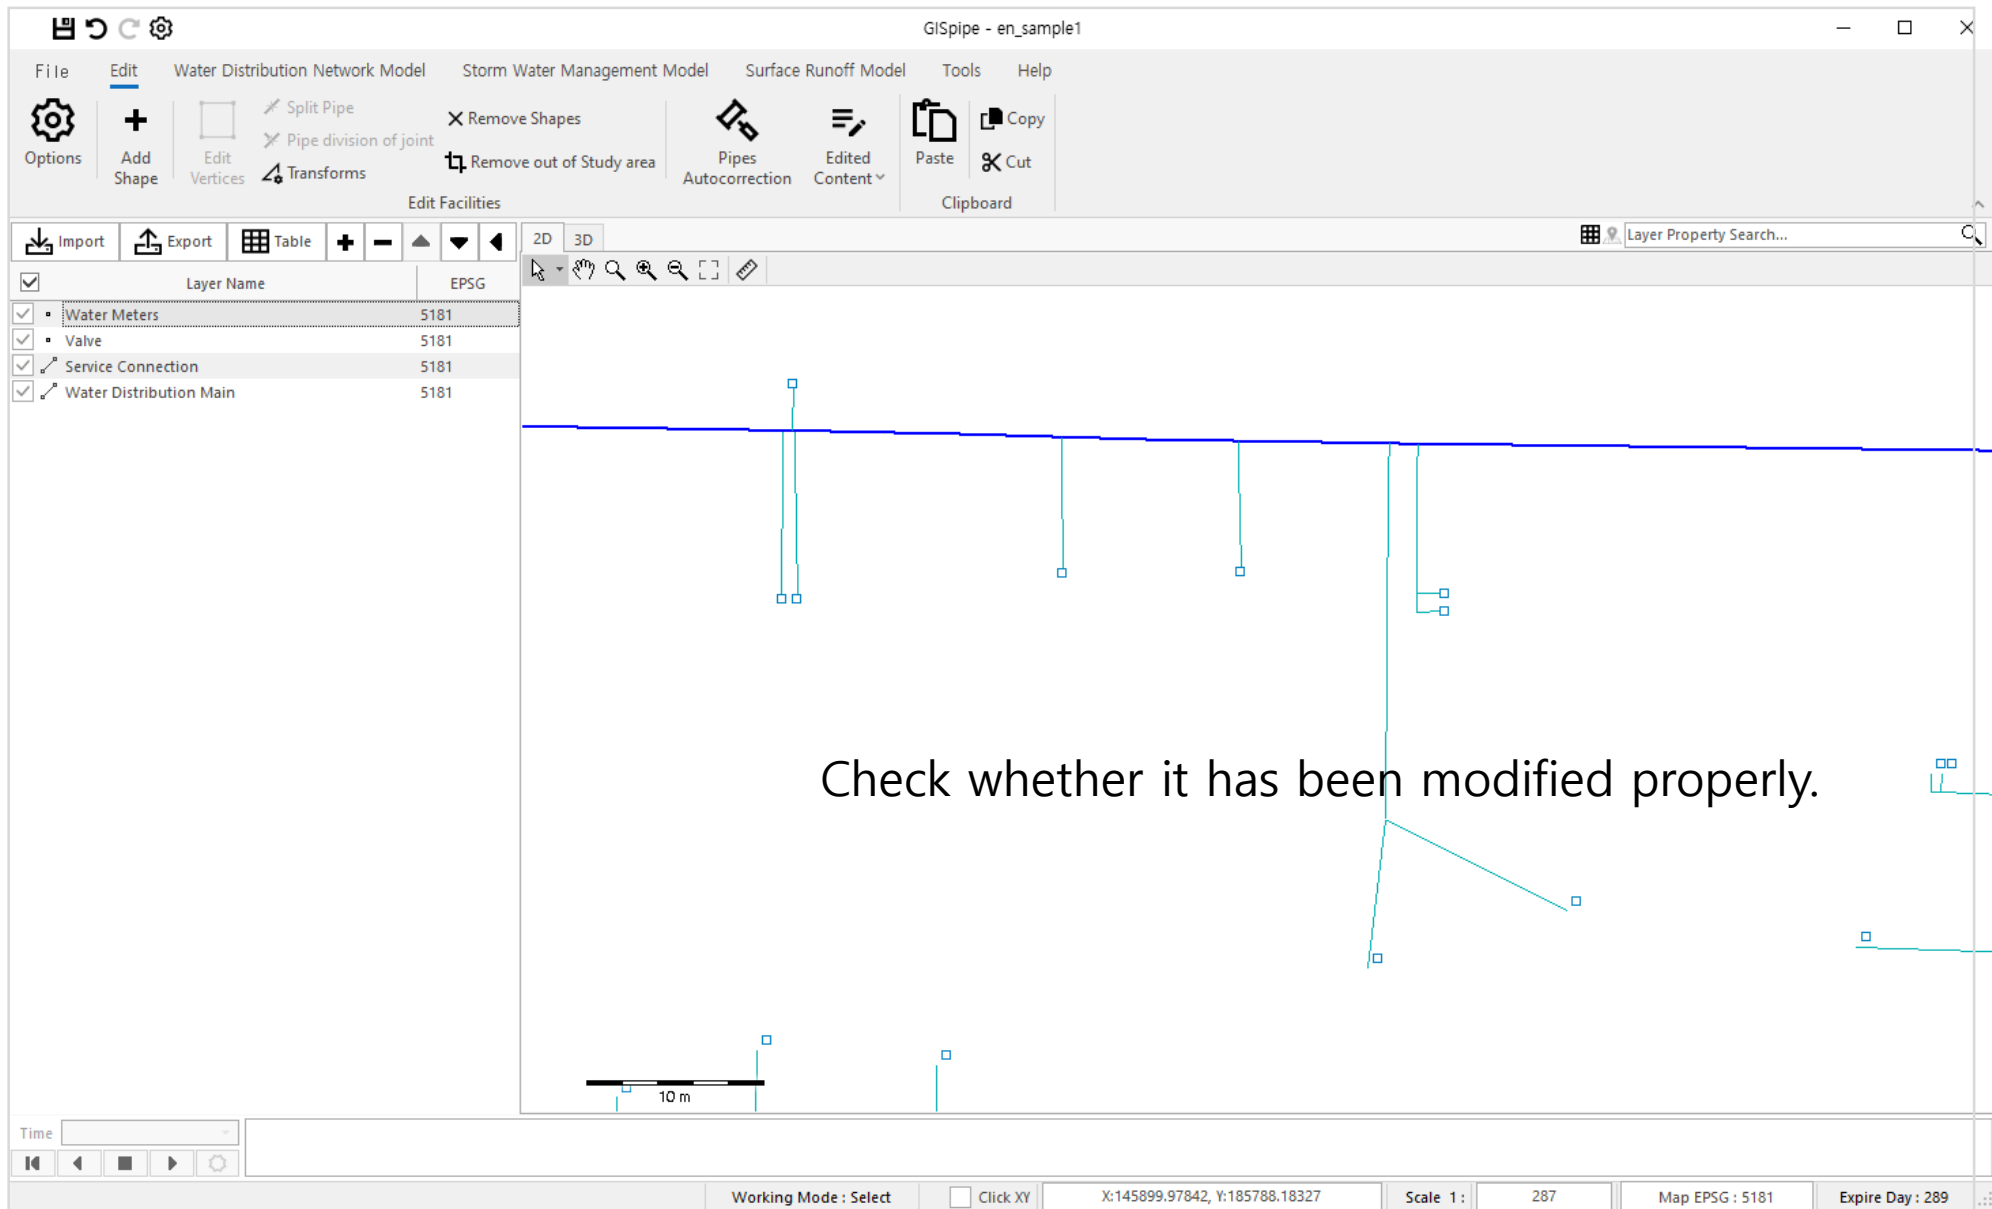 GISpipe - en_sample1
File Edit Water Distribution Network Model Storm Water Management Model Surface Runoff Model Tools Help
Options
Add
Shape
Edit
Vertices
Split Pipe
Pipe division of joint
Transforms
Remove Shapes
Remove out of Study area
Pipes
Autocorrection
Edited
Content
Edit Facilities
Paste
Copy
Cut
Clipboard
Import Export Table
2D 3D
Layer Property Search...
Layer Name EPSG
Water Meters 5181
Valve 5181
Service Connection 5181
Water Distribution Main 5181
Check whether it has been modified properly.
10 m
Time
Working Mode : Select Click XY X:145899.97842, Y:185788.18327 Scale 1 : 287 Map EPSG : 5181 Expire Day : 289